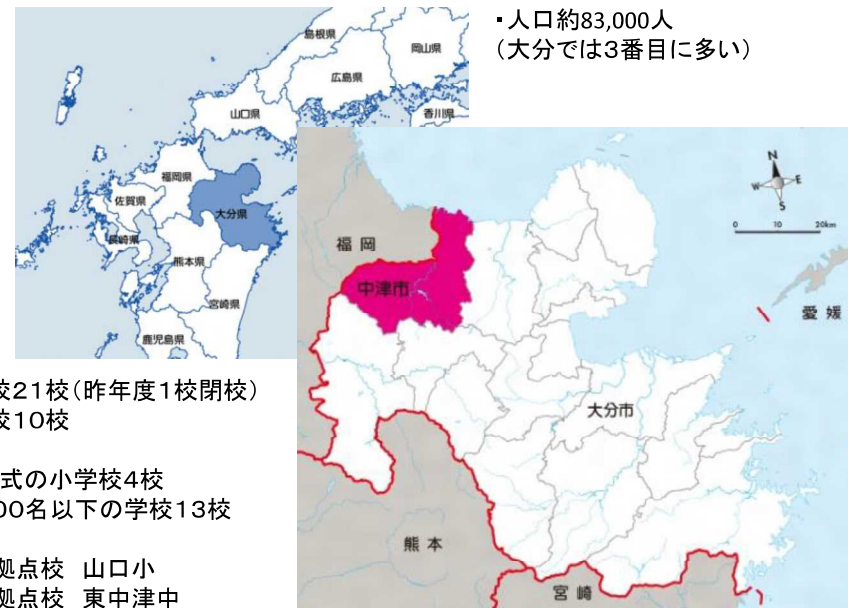 ・人口約83,000人
（大分では3番目に多い）
島根県
岡山県
広島県
山口県
香川県
福岡県
佐賀県
大分県
長崎県
熊本県
宮崎県
鹿児島県
N
W
E
S
0 10 20km
福岡
中津市
愛媛
大分市
熊本
宮崎
校21校（昨年度1校閉校）
校10校
式の小学校4校
00名以下の学校13校
拠点校 山口小
拠点校 東中津中